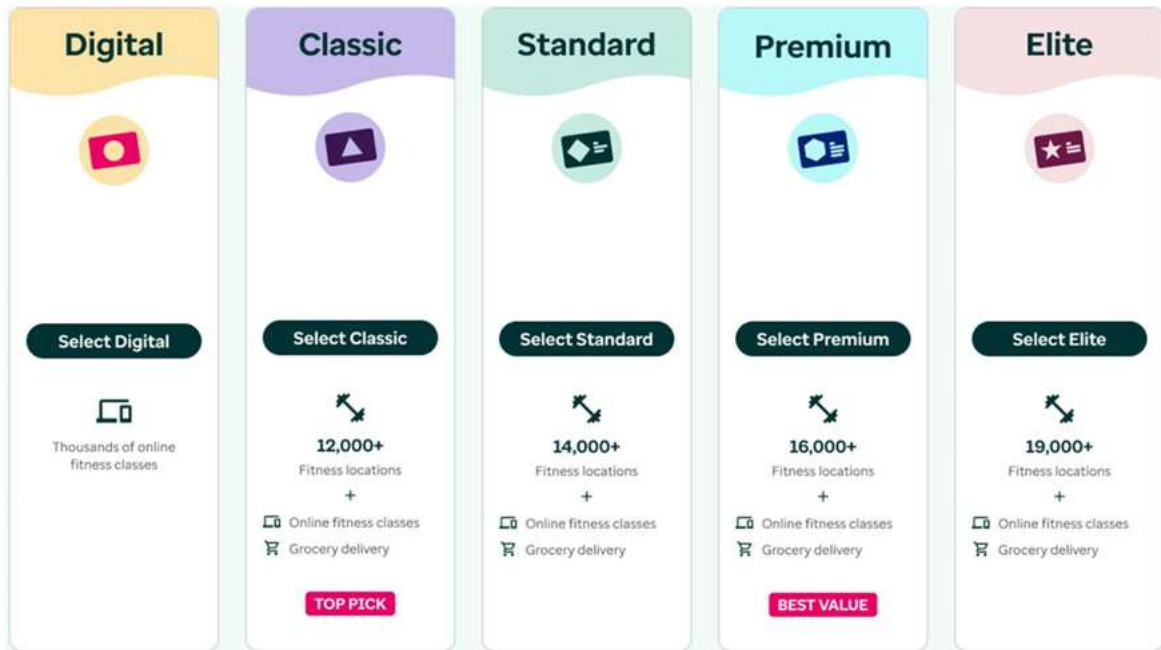 Digital
Select Digital
Thousands of online
fitness classes
Classic
Select Classic
12,000+
Fitness locations
+
Online fitness classes
Grocery delivery
TOP PICK
Standard
Select Standard
14,000+
Fitness locations
+
Online fitness classes
Grocery delivery
Premium
Select Premium
16,000+
Fitness locations
+
Online fitness classes
Grocery delivery
BEST VALUE
Elite
Select Elite
19,000+
Fitness locations
+
Online fitness classes
Grocery delivery